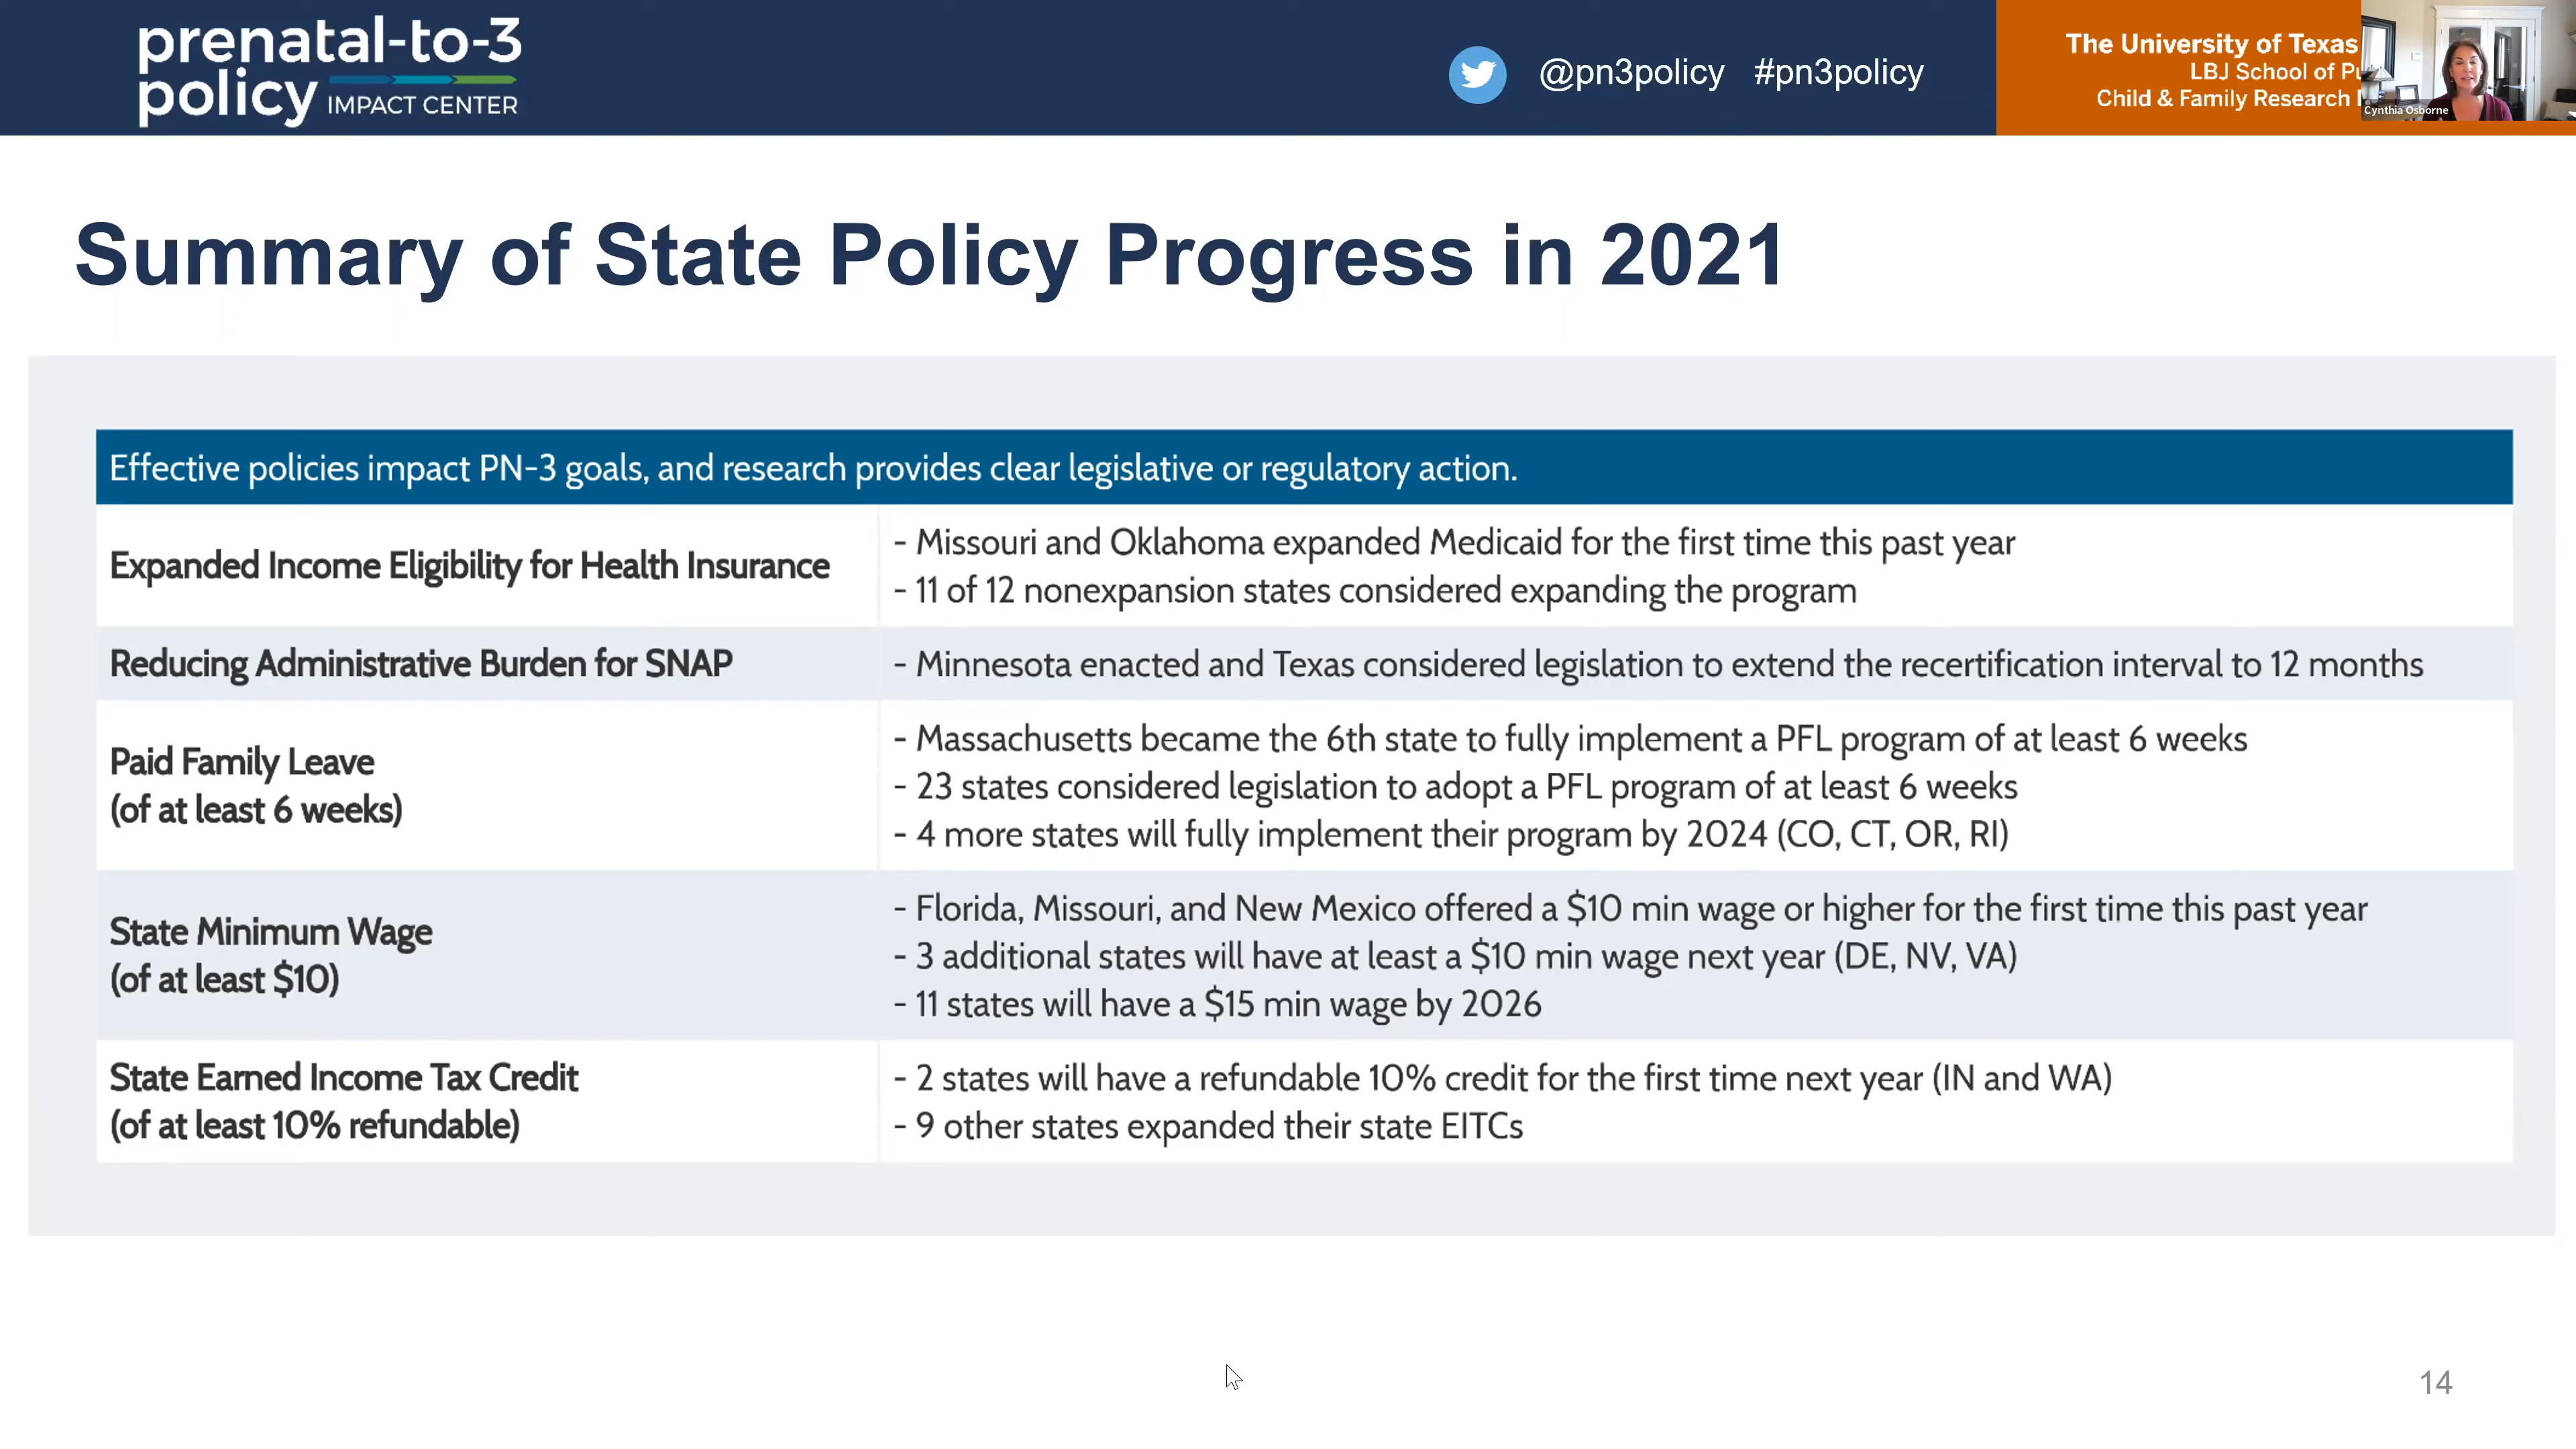 prenatal-to-3
policy IMPACT CENTER
@pn3policy #pn3policy
The University of Texas
LBJ School of
Child & Family Research
Cynthia Osborne
Summary of State Policy Progress in 2021
Effective policies impact PN-3 goals, and research provides clear legislative or regulatory action.
Expanded Income Eligibility for Health Insurance
- Missouri and Oklahoma expanded Medicaid for the first time this past year
- 11 of 12 nonexpansion states considered expanding the program
Reducing Administrative Burden for SNAP
- Minnesota enacted and Texas considered legislation to extend the recertification interval to 12 months
Paid Family Leave
(of at least 6 weeks)
- Massachusetts became the 6th state to fully implement a PFL program of at least 6 weeks
- 23 states considered legislation to adopt a PFL program of at least 6 weeks
- 4 more states will fully implement their program by 2024 (CO, CT, OR, RI)
State Minimum Wage
(of at least $10)
- Florida, Missouri, and New Mexico offered a $10 min wage or higher for the first time this past year
- 3 additional states will have at least a $10 min wage next year (DE, NV, VA)
- 11 states will have a $15 min wage by 2026
State Earned Income Tax Credit
(of at least 10% refundable)
- 2 states will have a refundable 10% credit for the first time next year (IN and WA)
- 9 other states expanded their state EITCs
14